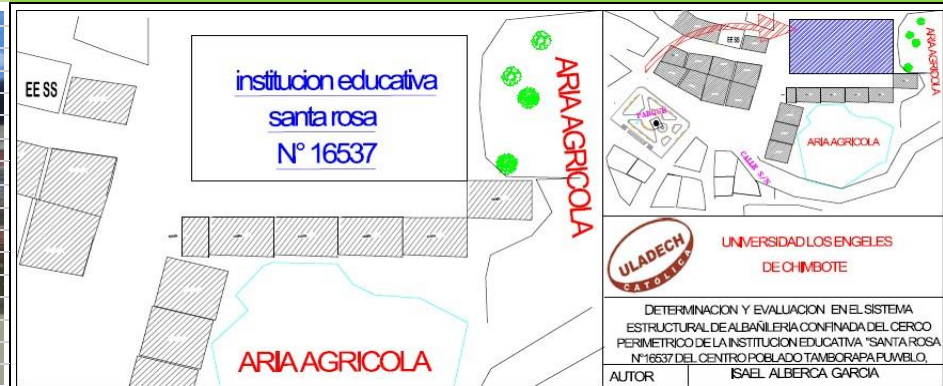 EE SS
institucion educativa
santa rosa
N° 16537
ARIA AGRICOLA
ARIA AGRICOLA
EE SS
PARQUE
CALLE S/N
ARIA AGRICOLA
ARIA AGRICOLA
ULADECH
CATOLICA
UNIVERSIDAD LOS ENGELES
DE CHIMBOTE
DETERMINACION Y EVALUACION EN EL SISTEMA
ESTRUCTURAL DE ALBAÑILERIA CONFINADA DEL CERCO
PERIMETRICO DE LA INSTITUCION EDUCATIVA "SANTA ROSA
N°16537 DEL CENTRO POBLADO TAMBORAPA PUWBLO,
AUTOR ISAEL ALBERCA GARCIA